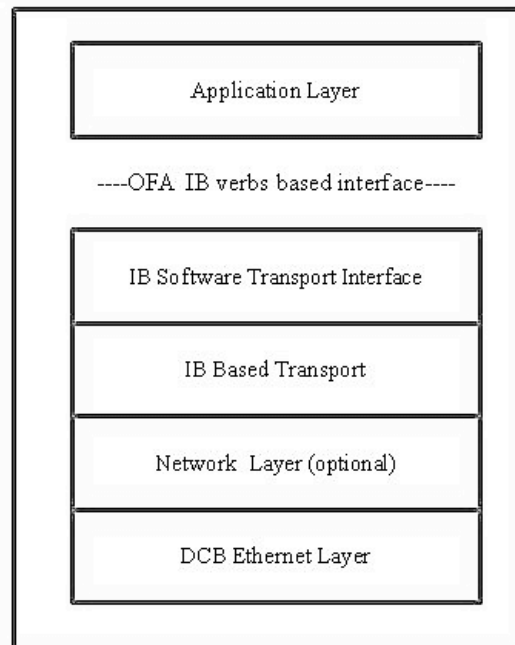 Application Layer
----OFA IB verbs based interface----
IB Software Transport Interface
IB Based Transport
Network Layer (optional)
DCB Ethernet Layer